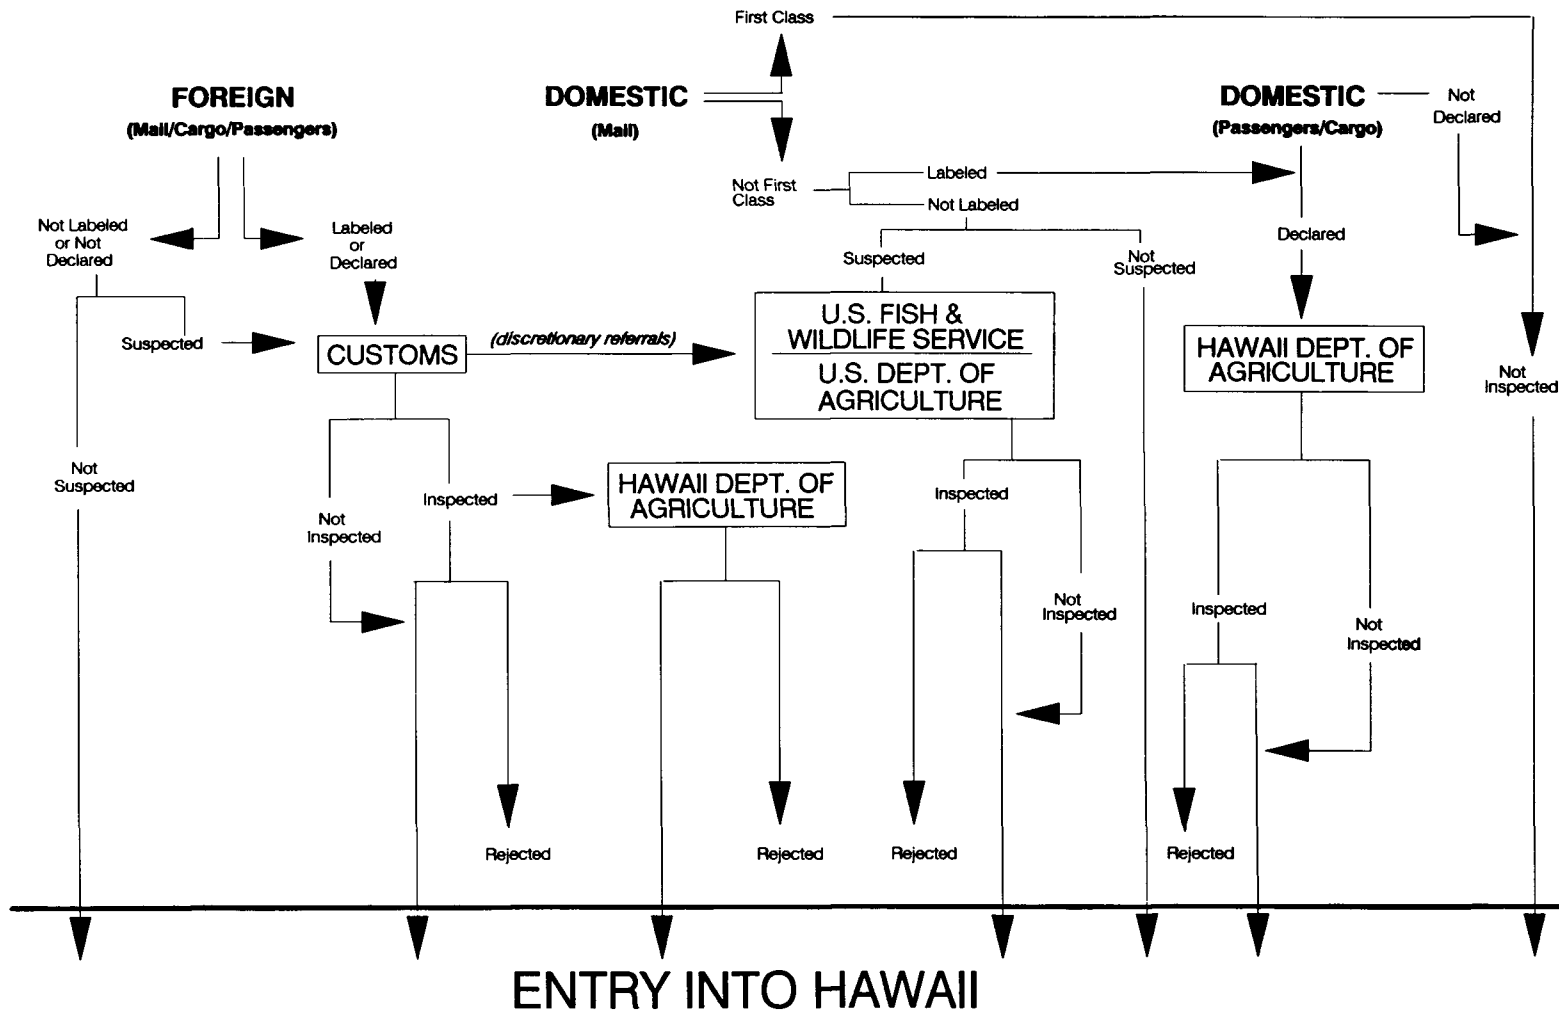 First Class
FOREIGN
(Mail/Cargo/Passengers)
DOMESTIC
(Mail)
DOMESTIC
(Passengers/Cargo)
Not
Declared
Not First
Class
Labeled
Not Labeled
Not Labeled
or Not
Declared
Labeled
or
Declared
Suspected
Not
Suspected
Declared
Suspected
CUSTOMS
(discretionary referrals)
U.S. FISH &
WILDLIFE SERVICE
U.S. DEPT. OF
AGRICULTURE
HAWAII DEPT. OF
AGRICULTURE
Not
Inspected
Not
Suspected
Not
Inspected
Inspected
HAWAII DEPT. OF
AGRICULTURE
Inspected
Not
Inspected
Inspected
Not
Inspected
Rejected
Rejected
Rejected
Rejected
ENTRY INTO HAWAII